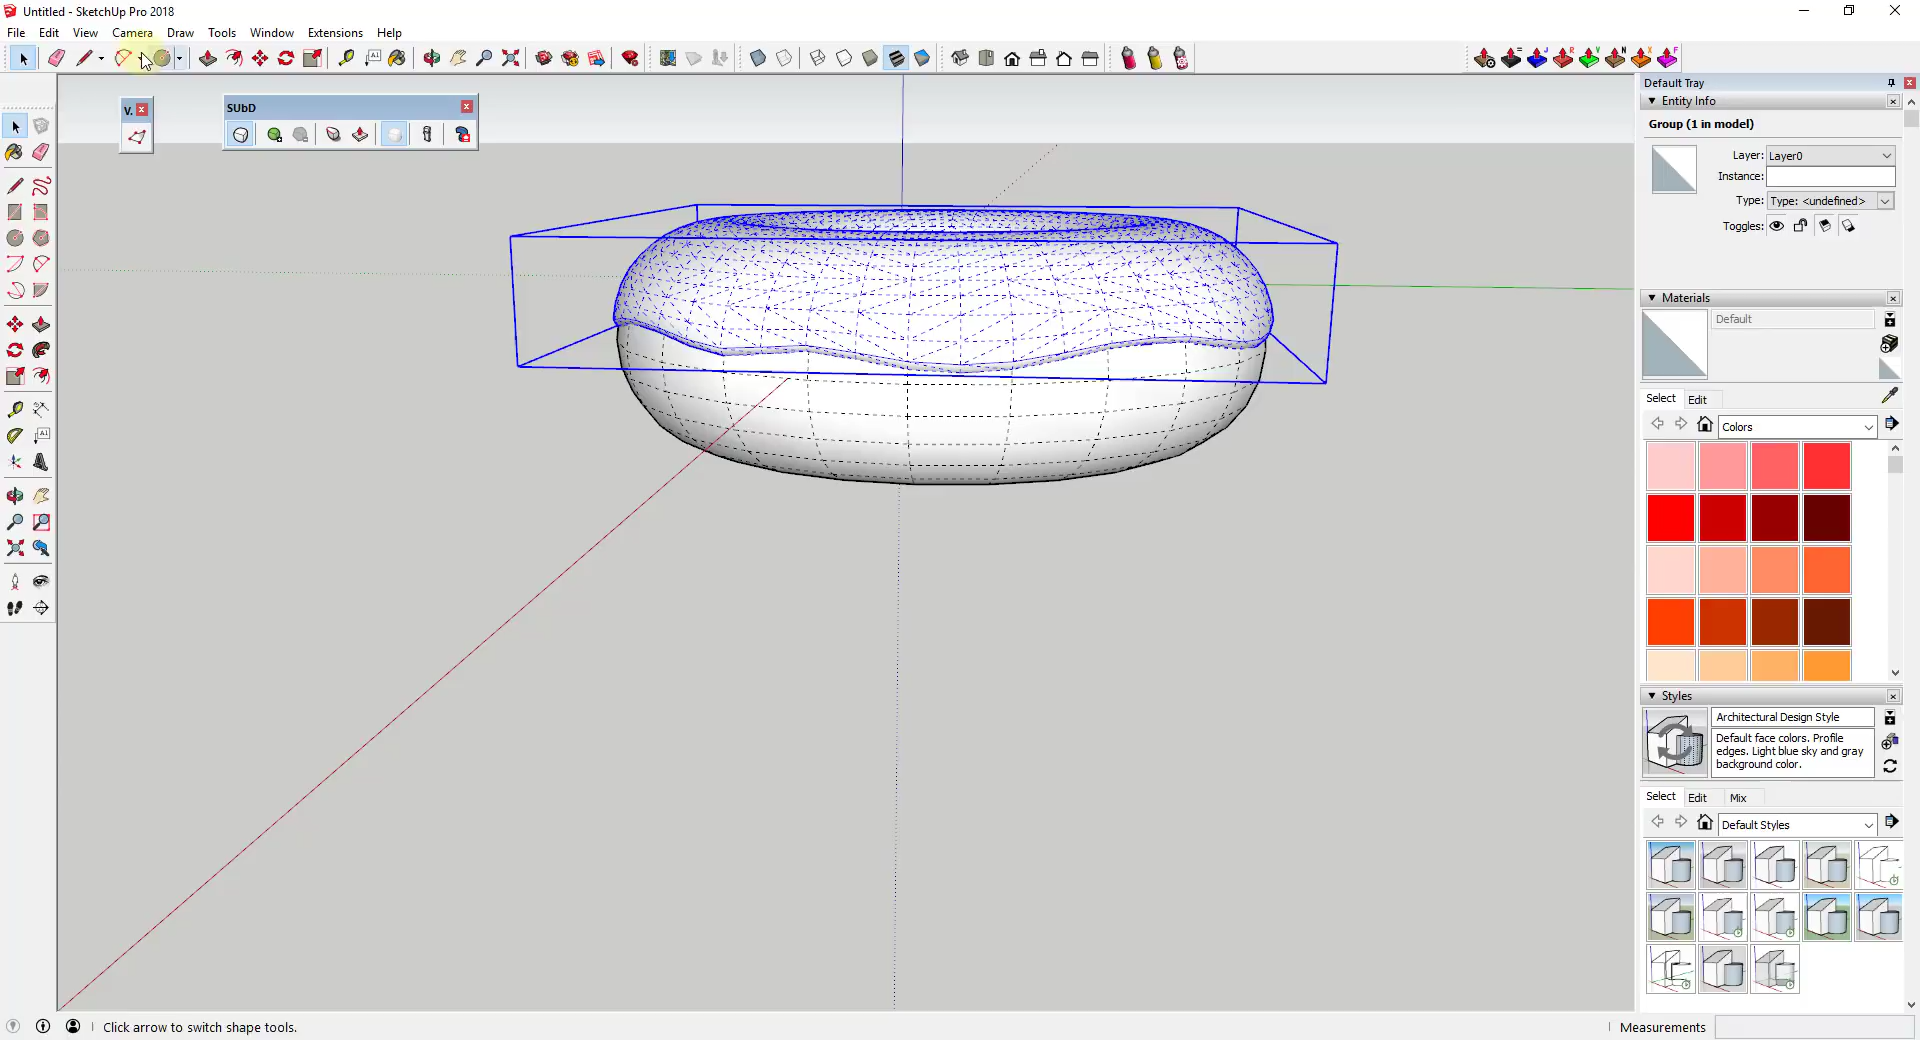 Untitled - SketchUp Pro 2018
File Edit View Camera Draw Tools Window Extensions Help
Default Tray
Entity Info
Group (1 in model)
Layer: Layer0
Instance:
Type: Type: <undefined>
Toggles:
V.
SUbD
Materials
Default
Select Edit
Colors
Styles
Architectural Design Style
Default face colors. Profile
edges. Light blue sky and gray
background color.
Select Edit Mix
Default Styles
Click arrow to switch shape tools.
Measurements